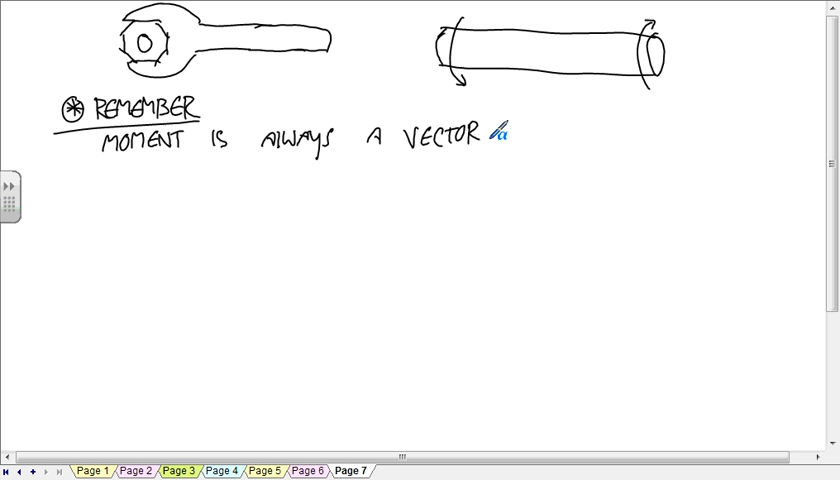 ⊛ REMEMBER
MOMENT IS ALWAYS A VECTOR
Page 1 Page 2 Page 3 Page 4 Page 5 Page 6 Page 7